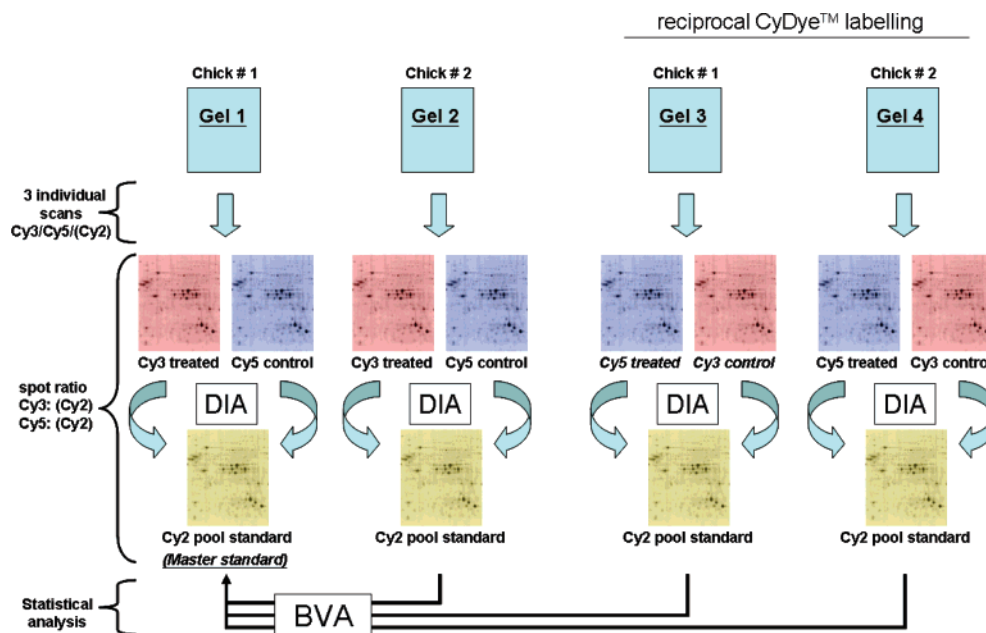 reciprocal CyDye™ labelling
Chick # 1
Chick # 2
Chick # 1
Chick # 2
Gel 1
Gel 2
Gel 3
Gel 4
3 individual
scans
Cy3/Cy5/(Cy2)
Cy3 treated
Cy5 control
Cy3 treated
Cy5 control
Cy5 treated
Cy3 control
Cy5 treated
Cy3 control
spot ratio
Cy3: (Cy2)
Cy5: (Cy2)
DIA
DIA
DIA
DIA
Cy2 pool standard
(Master standard)
Cy2 pool standard
Cy2 pool standard
Cy2 pool standard
Statistical
analysis
BVA